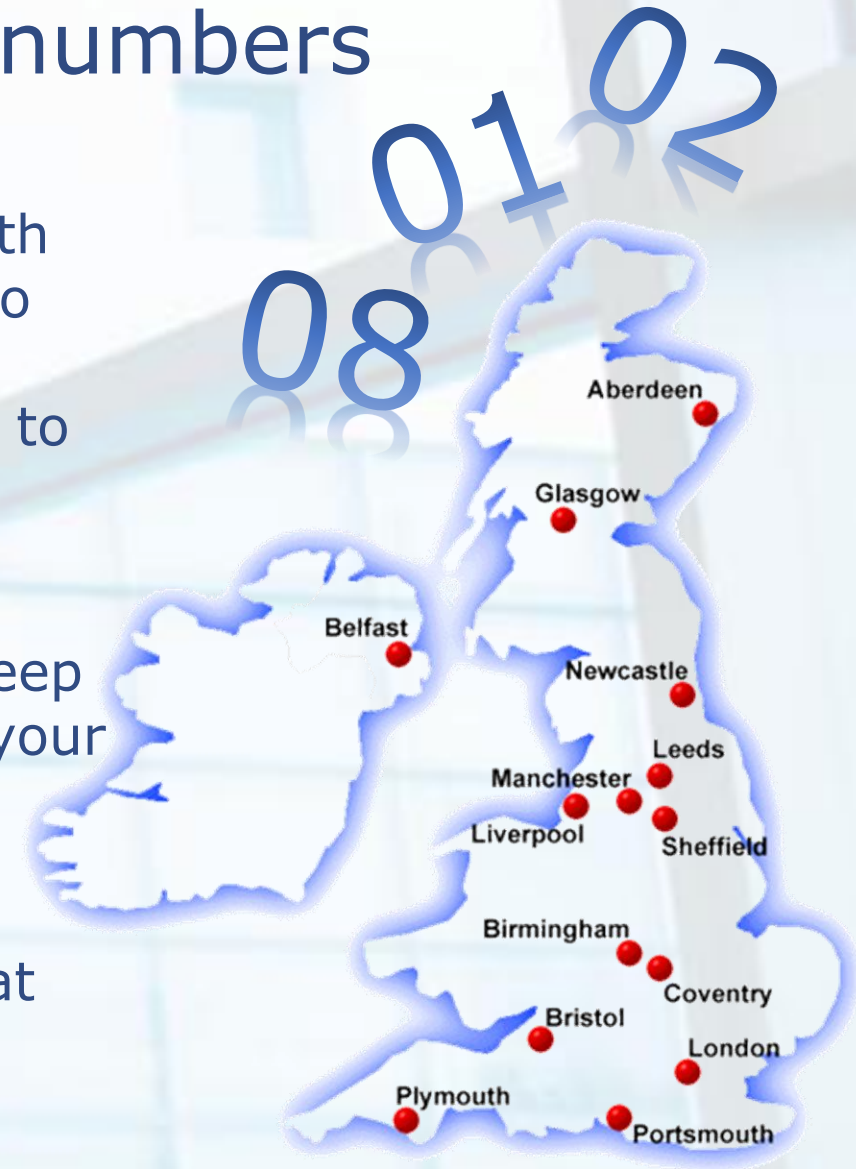 numbers
02
01
th
o
08
Aberdeen
to
Glasgow
Belfast
Newcastle
eep
your
Leeds
Manchester
Liverpool
Sheffield
Birmingham
at
Coventry
Bristol
London
Plymouth
Portsmouth